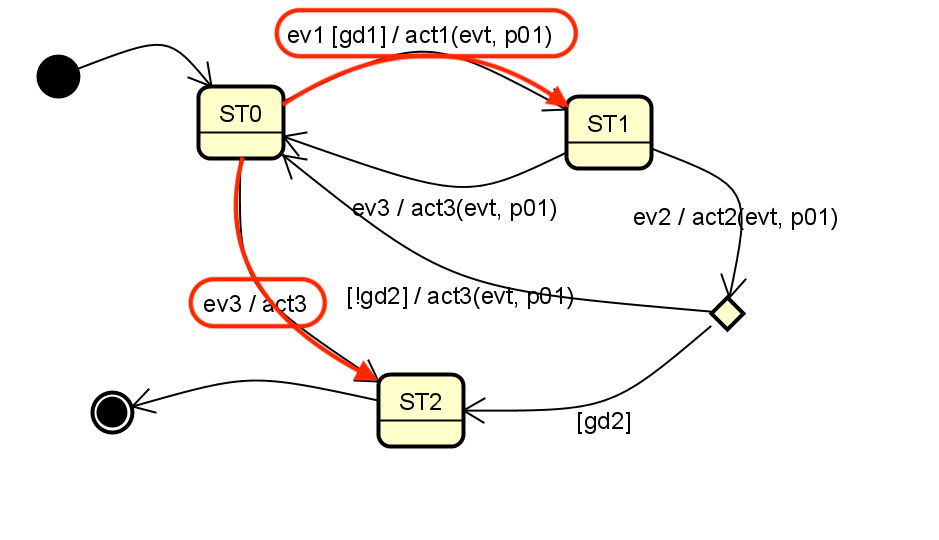 ev1 [gd1] / act1(evt, p01)
ST0
ST1
ev3 / act3(evt, p01)
ev2 / act2(evt, p01)
[!gd2] / act3(evt, p01)
ev3 / act3
ST2
[gd2]